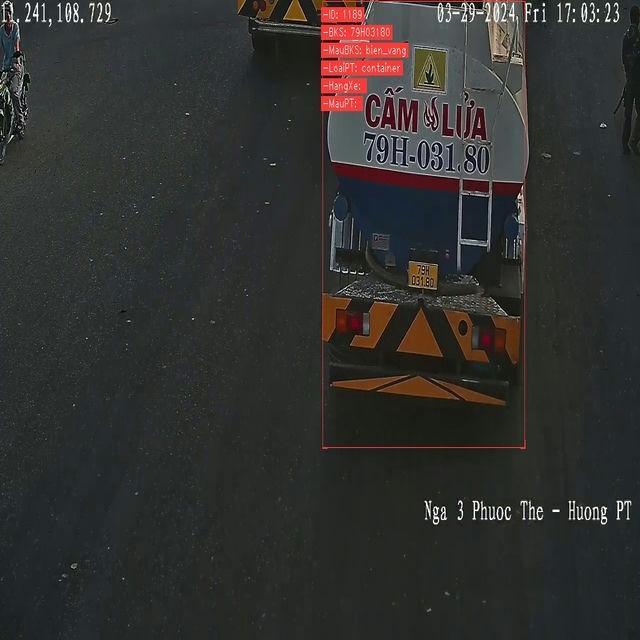 11,241,108.729
03-29-2024,Fri 17:03:23
-ID: 1189
-BKS: 79H03180
-MauBKS: bien_vang
-LoaiPT: container
-HangXe:
-MauPT:
CẤM LỬA
79H-031.80
79H
031.80
Nga 3 Phuoc The - Huong PT